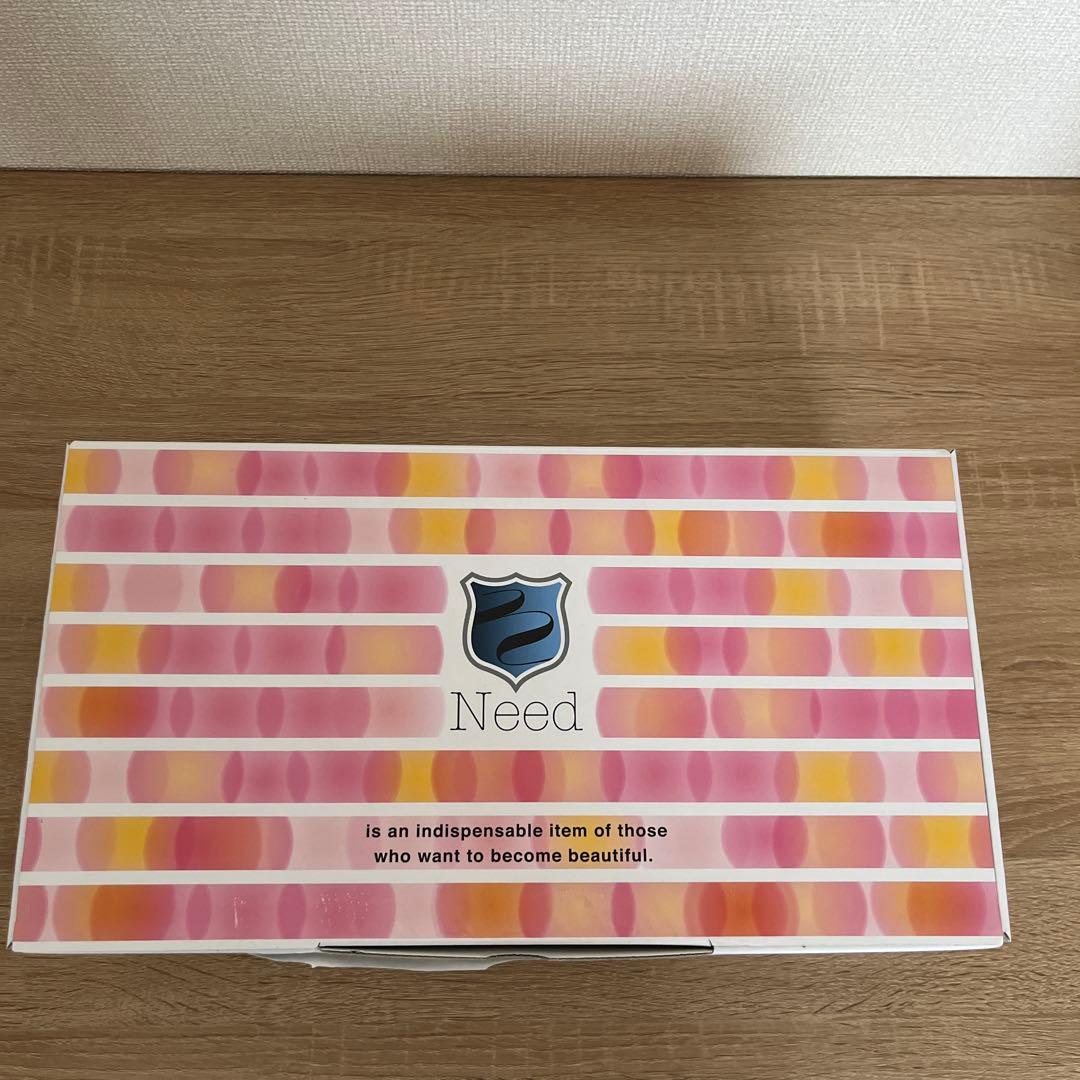 Need
is an indispensable item of those
who want to become beautiful.